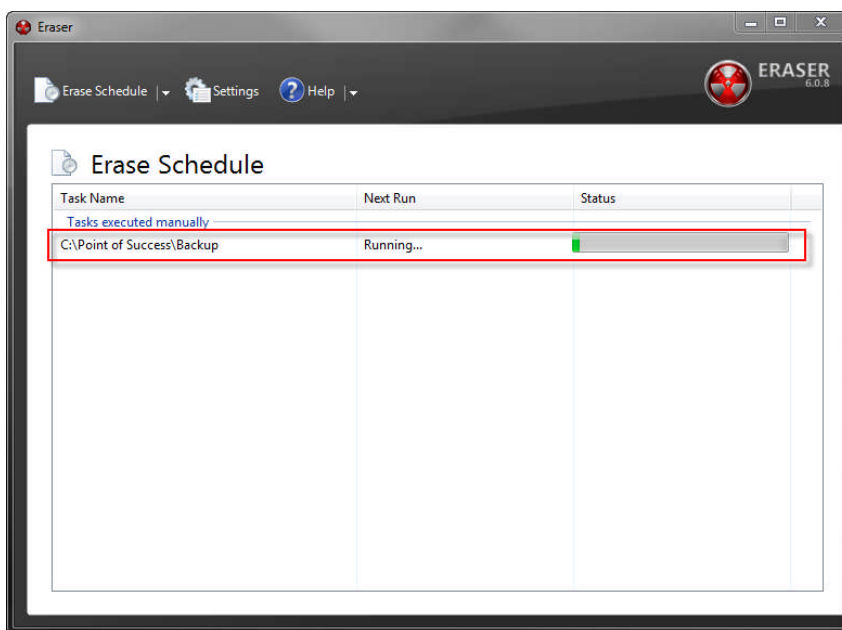 Eraser
Erase Schedule Settings Help
ERASER
6.0.8
Erase Schedule
Task Name Next Run Status
Tasks executed manually
C:\Point of Success\Backup Running...